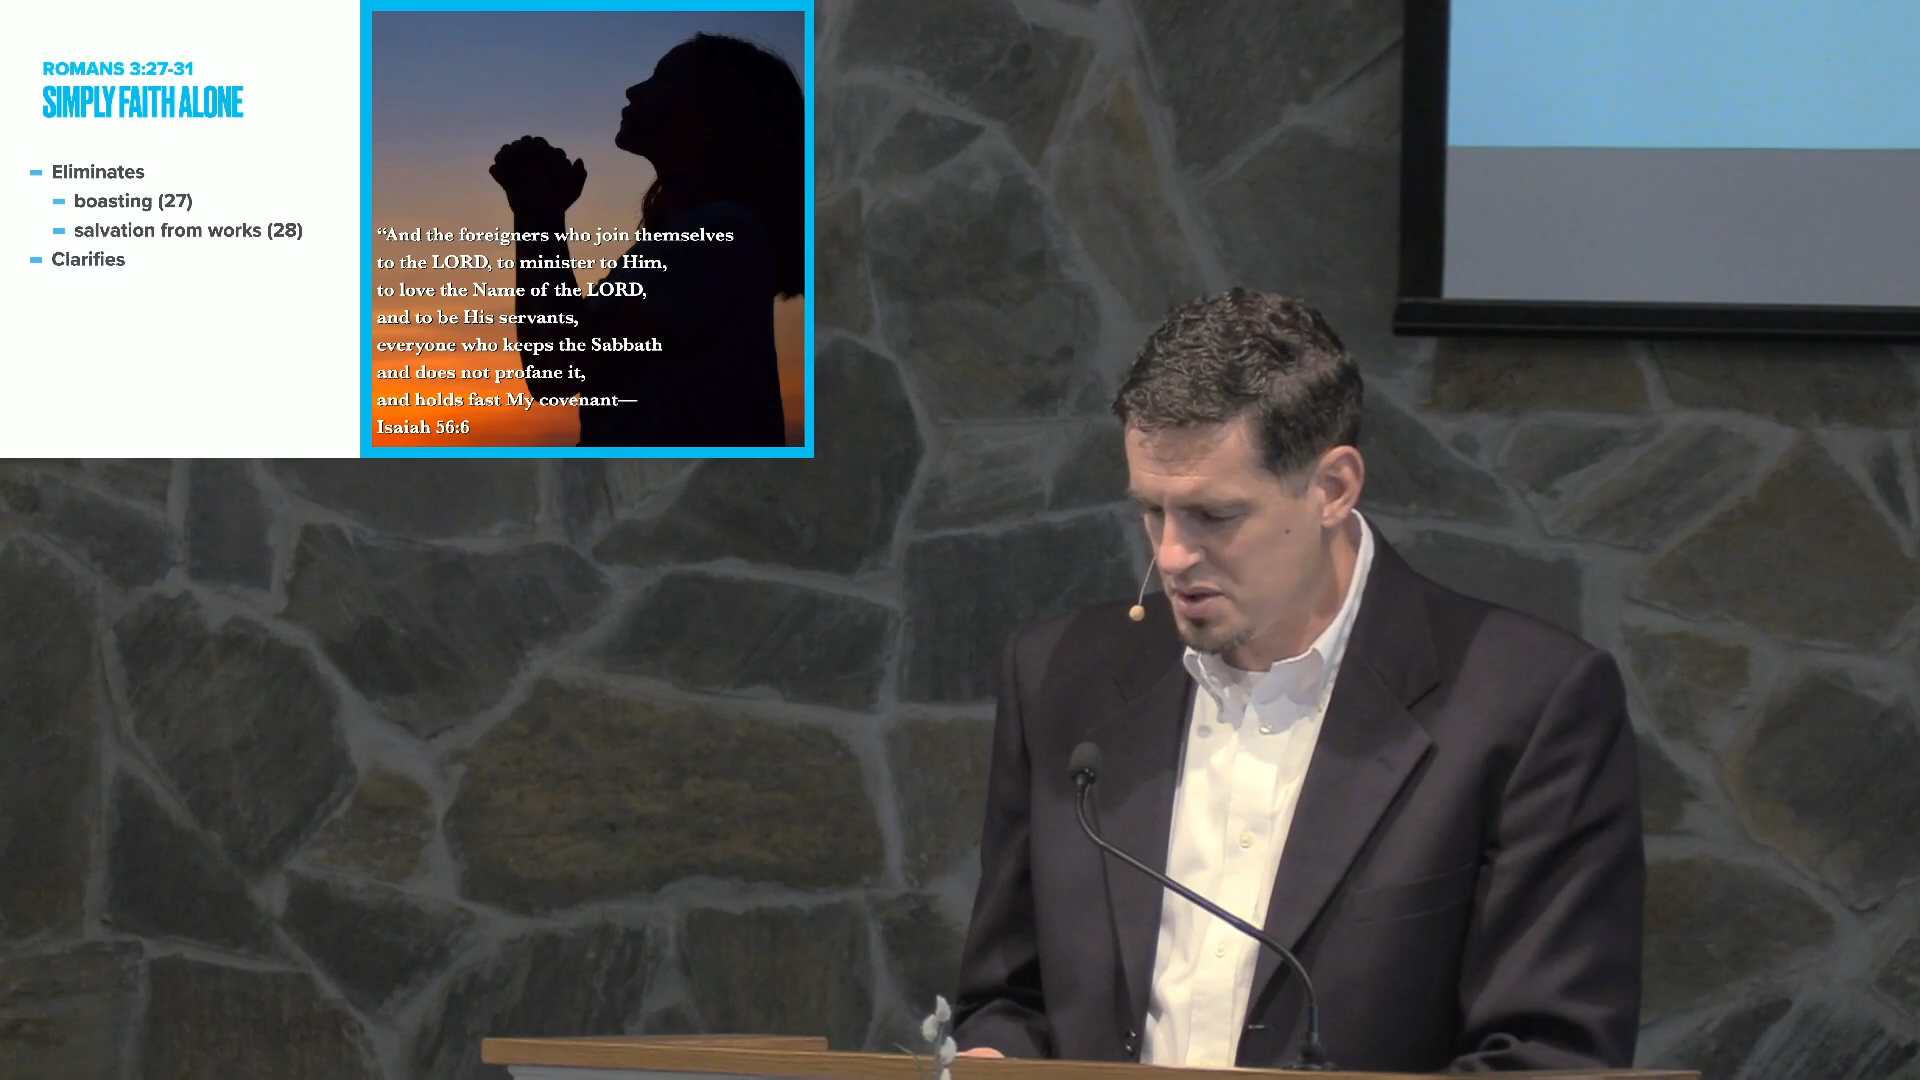 ROMANS 3:27-31
SIMPLY FAITH ALONE
Eliminates
boasting (27)
salvation from works (28)
Clarifies
“And the foreigners who join themselves
to the LORD, to minister to Him,
to love the Name of the LORD,
and to be His servants,
everyone who keeps the Sabbath
and does not profane it,
and holds fast My covenant—
Isaiah 56:6